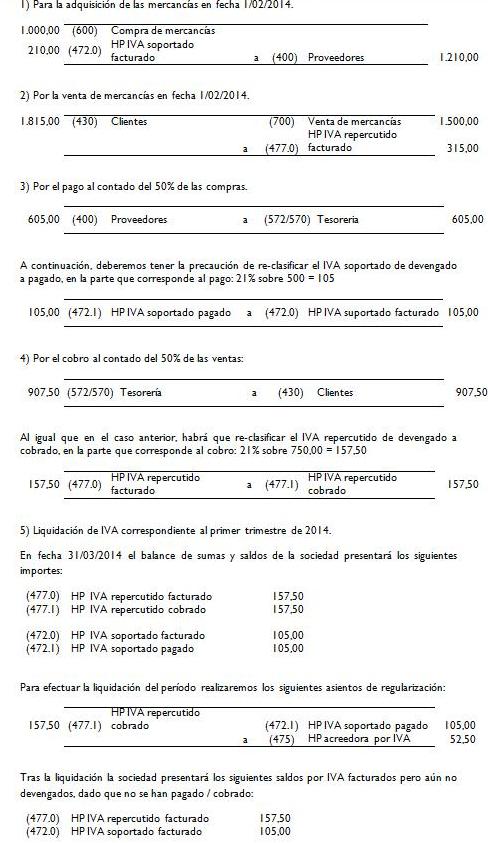 1) Para la adquisición de las mercancías en fecha 1/02/2014.
1.000,00 (600) Compra de mercancías
210,00 (472.0) HP IVA soportado
facturado a (400) Proveedores 1.210,00
2) Por la venta de mercancías en fecha 1/02/2014.
1.815,00 (430) Clientes (700) Venta de mercancías 1.500,00
HP IVA repercutido
a (477.0) facturado 315,00
3) Por el pago al contado del 50% de las compras.
605,00 (400) Proveedores a (572/570) Tesoreria 605,00
A continuación, deberemos tener la precaución de re-clasificar el IVA soportado de devengado
a pagado, en la parte que corresponde al pago: 21% sobre 500 = 105
105,00 (472.1) HP IVA soportado pagado a (472.0) HP IVA suportado facturado 105,00
4) Por el cobro al contado del 50% de las ventas:
907,50 (572/570) Tesorería a (430) Clientes 907,50
Al igual que en el caso anterior, habrá que re-clasificar el IVA repercutido de devengado a
cobrado, en la parte que corresponde al cobro: 21% sobre 750,00 = 157,50
HP IVA repercutido HP IVA repercutido
157,50 (477.0) facturado a (477.1) cobrado 157,50
5) Liquidación de IVA correspondiente al primer trimestre de 2014.
En fecha 31/03/2014 el balance de sumas y saldos de la sociedad presentará los siguientes
importes:
(477.0) HP IVA repercutido facturado 157,50
(477.1) HP IVA repercutido cobrado 157,50
(472.0) HP IVA soportado facturado 105,00
(472.1) HP IVA soportado pagado 105,00
Para efectuar la liquidación del período realizaremos los siguientes asientos de regularización:
HP IVA repercutido
157,50 (477.1) cobrado (472.1) HP IVA soportado pagado 105,00
a (475) HP acreedora por IVA 52,50
Tras la liquidación la sociedad presentará los siguientes saldos por IVA facturados pero aún no
devengados, dado que no se han pagado / cobrado:
(477.0) HP IVA repercutido facturado 157,50
(472.0) HP IVA soportado facturado 105,00